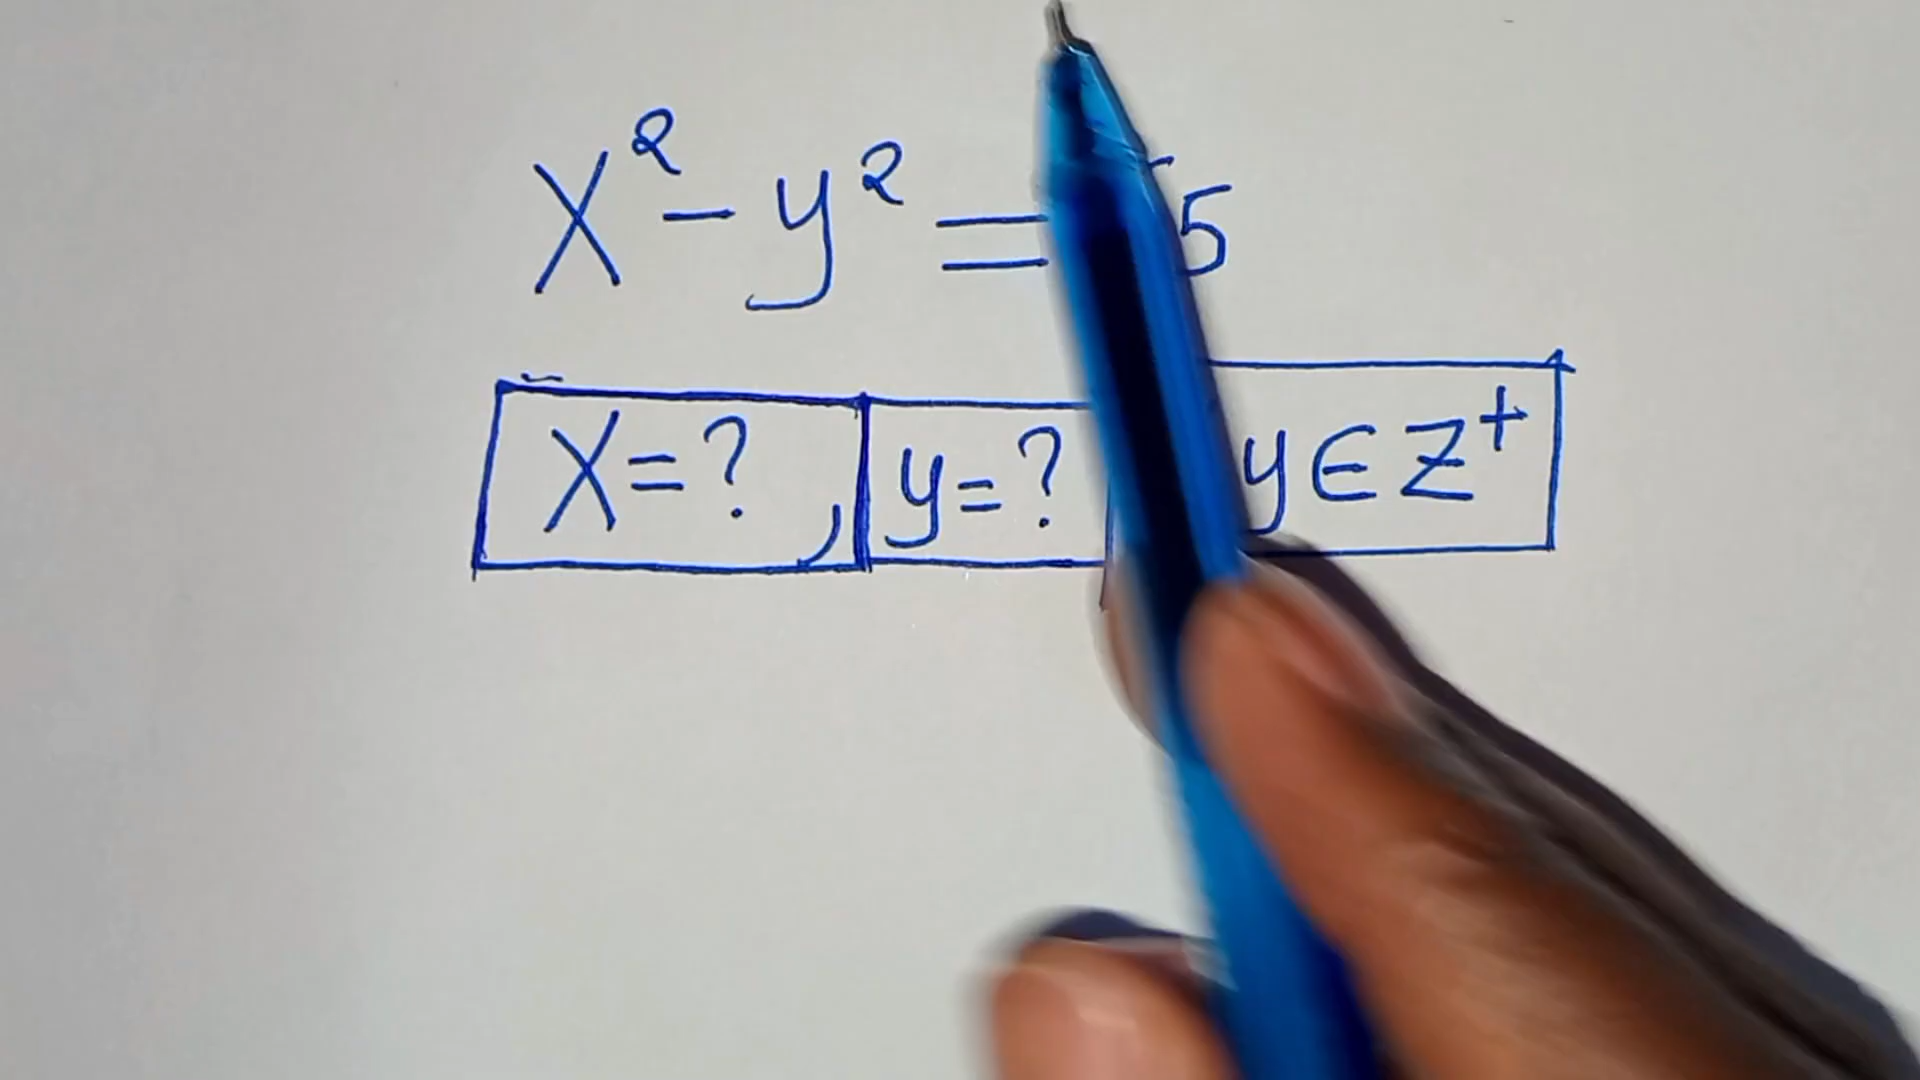 x² - y² = 5
x = ?, y = ? y ∈ Z⁺